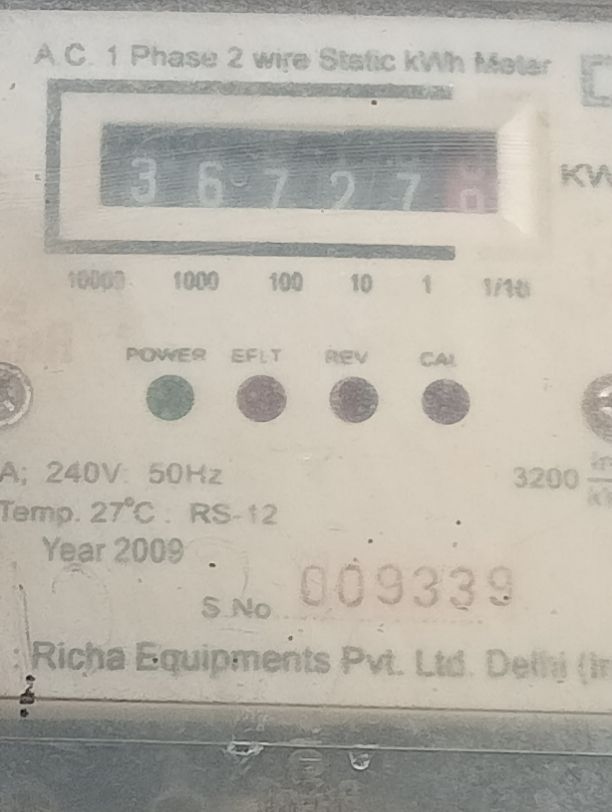 A.C. 1 Phase 2 wire Static kWh Meter
3 6 7 2 7
10000 1000 100 10 1 1/10
POWER EFLT REV CAL
A; 240V 50Hz
3200
Temp. 27°C. RS-12
Year 2009
S.No 009339
: Richa Equipments Pvt. Ltd. Delhi